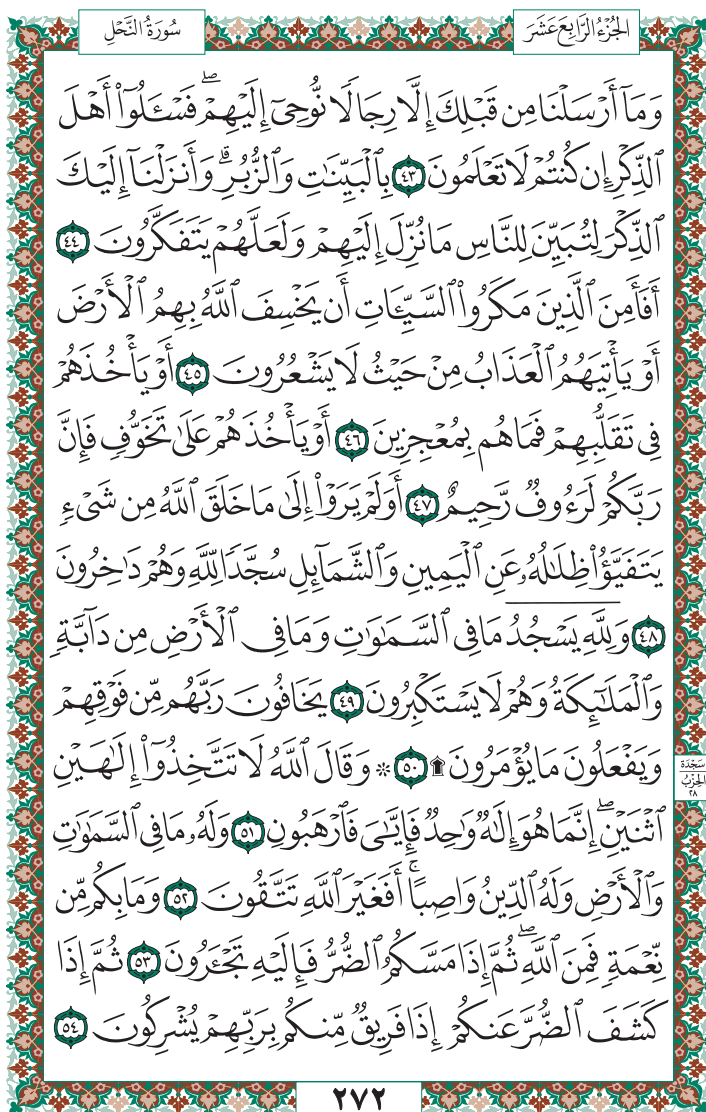 الجُزْءُ الرَّابِعَ عَشَرَ
سُورَةُ النَّحْلِ
وَمَآ أَرْسَلْنَا مِن قَبْلِكَ إِلَّا رِجَالًا نُّوحِىٓ إِلَيْهِمْ ۖ فَسْـَٔلُوٓا۟ أَهْلَ
ٱلذِّكْرِ إِن كُنتُمْ لَا تَعْلَمُونَ ٤٣ بِٱلْبَيِّنَـٰتِ وَٱلزُّبُرِ ۗ وَأَنزَلْنَآ إِلَيْكَ
ٱلذِّكْرَ لِتُبَيِّنَ لِلنَّاسِ مَا نُزِّلَ إِلَيْهِمْ وَلَعَلَّهُمْ يَتَفَكَّرُونَ ٤٤
أَفَأَمِنَ ٱلَّذِينَ مَكَرُوا۟ ٱلسَّيِّـَٔاتِ أَن يَخْسِفَ ٱللَّهُ بِهِمُ ٱلْأَرْضَ
أَوْ يَأْتِيَهُمُ ٱلْعَذَابُ مِنْ حَيْثُ لَا يَشْعُرُونَ ٤٥ أَوْ يَأْخُذَهُمْ
فِى تَقَلُّبِهِمْ فَمَا هُم بِمُعْجِزِينَ ٤٦ أَوْ يَأْخُذَهُمْ عَلَىٰ تَخَوُّفٍ فَإِنَّ
رَبَّكُمْ لَرَءُوفٌ رَّحِيمٌ ٤٧ أَوَلَمْ يَرَوْا۟ إِلَىٰ مَا خَلَقَ ٱللَّهُ مِن شَىْءٍ
يَتَفَيَّؤُا۟ ظِلَـٰلُهُۥ عَنِ ٱلْيَمِينِ وَٱلشَّمَآئِلِ سُجَّدًا لِّلَّهِ وَهُمْ دَٰخِرُونَ
٤٨ وَلِلَّهِ يَسْجُدُ مَا فِى ٱلسَّمَـٰوَٰتِ وَمَا فِى ٱلْأَرْضِ مِن دَآبَّةٍ
وَٱلْمَلَـٰٓئِكَةُ وَهُمْ لَا يَسْتَكْبِرُونَ ٤٩ يَخَافُونَ رَبَّهُم مِّن فَوْقِهِمْ
وَيَفْعَلُونَ مَا يُؤْمَرُونَ ۩ ٥٠ ۞ وَقَالَ ٱللَّهُ لَا تَتَّخِذُوٓا۟ إِلَـٰهَيْنِ
سَجْدَة
الحِزْبُ
٢٨
ٱثْنَيْنِ ۖ إِنَّمَا هُوَ إِلَـٰهٌ وَٰحِدٌ فَإِيَّـٰىَ فَٱرْهَبُونِ ٥١ وَلَهُۥ مَا فِى ٱلسَّمَـٰوَٰتِ
وَٱلْأَرْضِ وَلَهُ ٱلدِّينُ وَاصِبًا ۚ أَفَغَيْرَ ٱللَّهِ تَتَّقُونَ ٥٢ وَمَا بِكُم مِّن
نِّعْمَةٍ فَمِنَ ٱللَّهِ ۖ ثُمَّ إِذَا مَسَّكُمُ ٱلضُّرُّ فَإِلَيْهِ تَجْـَٔرُونَ ٥٣ ثُمَّ إِذَا
كَشَفَ ٱلضُّرَّ عَنكُمْ إِذَا فَرِيقٌ مِّنكُم بِرَبِّهِمْ يُشْرِكُونَ ٥٤
٢٧٢